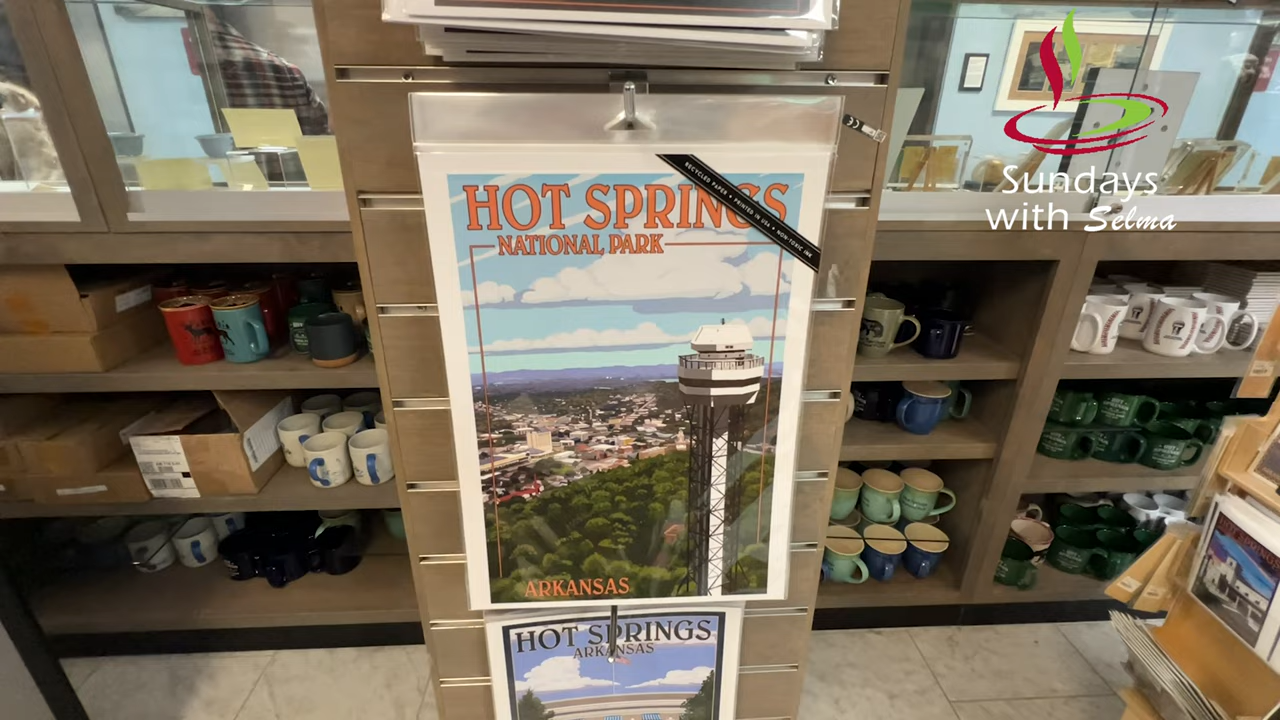 Sundays
with Selma
HOT SPRINGS
NATIONAL PARK
RECYCLED PAPER • PRINTED IN USA • NON-TOXIC INK
ARKANSAS
HOT SPRINGS
ARKANSAS